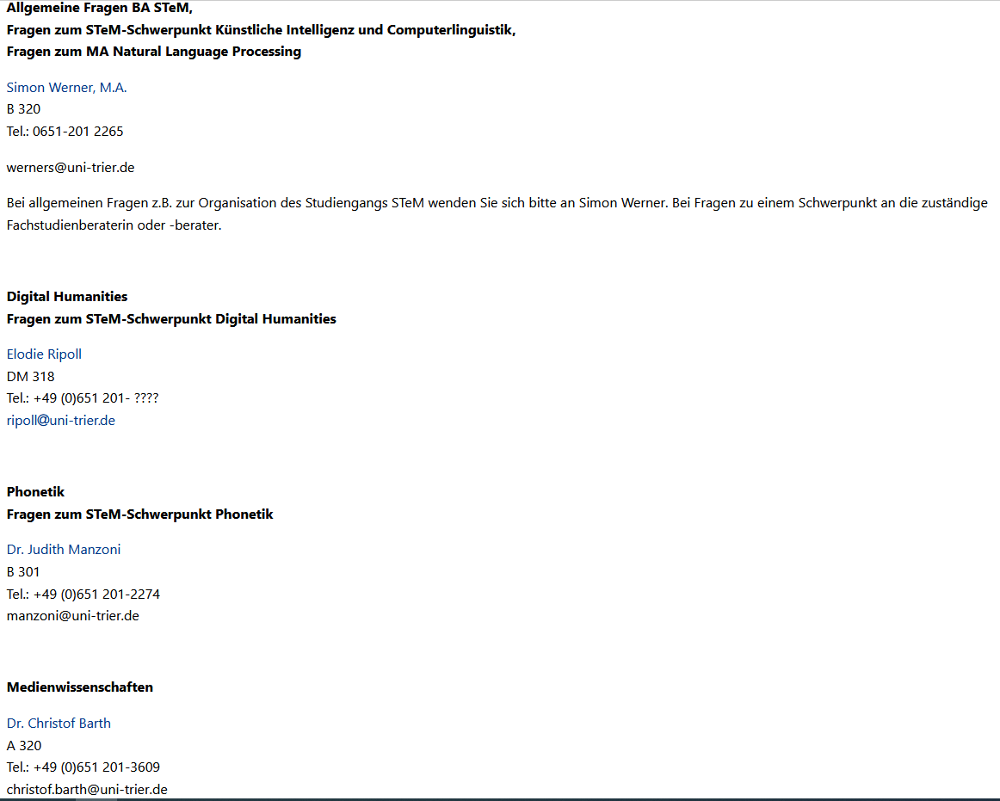 Allgemeine Fragen BA STeM,
Fragen zum STeM-Schwerpunkt Künstliche Intelligenz und Computerlinguistik,
Fragen zum MA Natural Language Processing
Simon Werner, M.A.
B 320
Tel.: 0651-201 2265
werners@uni-trier.de
Bei allgemeinen Fragen z.B. zur Organisation des Studiengangs STeM wenden Sie sich bitte an Simon Werner. Bei Fragen zu einem Schwerpunkt an die zuständige
Fachstudienberaterin oder -berater.
Digital Humanities
Fragen zum STeM-Schwerpunkt Digital Humanities
Elodie Ripoll
DM 318
Tel.: +49 (0)651 201- ????
ripoll@uni-trier.de
Phonetik
Fragen zum STeM-Schwerpunkt Phonetik
Dr. Judith Manzoni
B 301
Tel.: +49 (0)651 201-2274
manzoni@uni-trier.de
Medienwissenschaften
Dr. Christof Barth
A 320
Tel.: +49 (0)651 201-3609
christof.barth@uni-trier.de